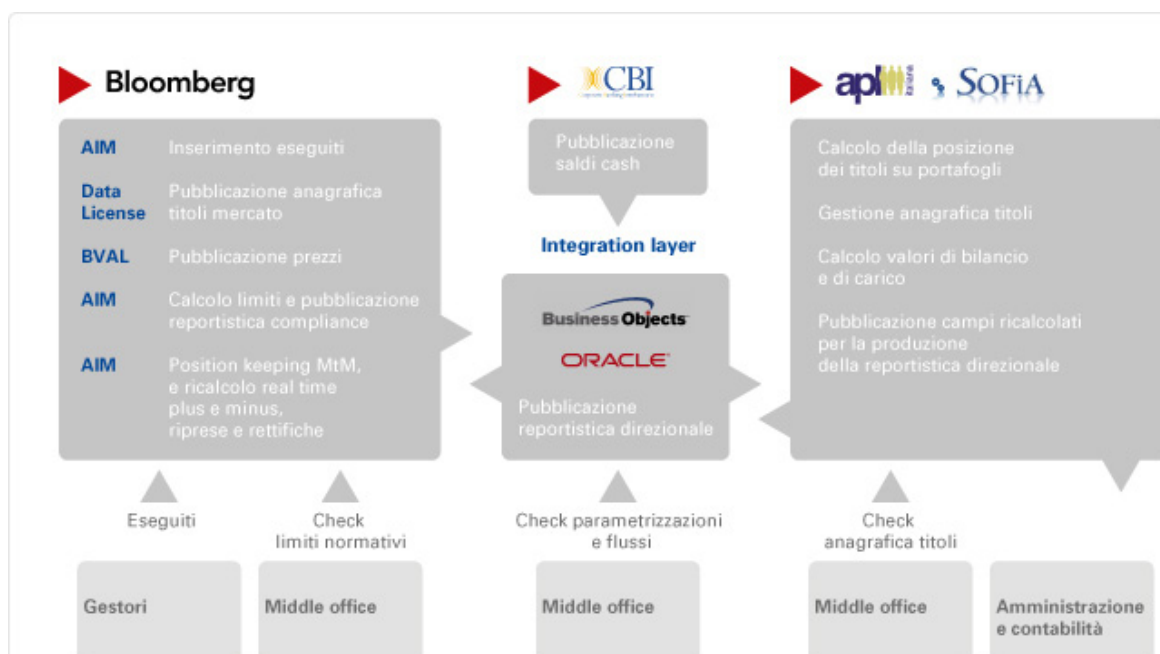 Bloomberg
AIM Inserimento eseguiti
Data License Pubblicazione anagrafica
titoli mercato
BVAL Pubblicazione prezzi
AIM Calcolo limiti e pubblicazione
reportistica compliance
AIM Position keeping MtM,
e ricalcolo real time
plus e minus,
riprese e rettifiche
CBI
Pubblicazione
saldi cash
Integration layer
Business Objects
ORACLE
Pubblicazione
reportistica direzionale
apl italiana SOFiA
Calcolo della posizione
dei titoli su portafogli
Gestione anagrafica titoli
Calcolo valori di bilancio
e di carico
Pubblicazione campi ricalcolati
per la produzione
della reportistica direzionale
Eseguiti
Check
limiti normativi
Check parametrizzazioni
e flussi
Check
anagrafica titoli
Gestori
Middle office
Middle office
Middle office
Amministrazione
e contabilità